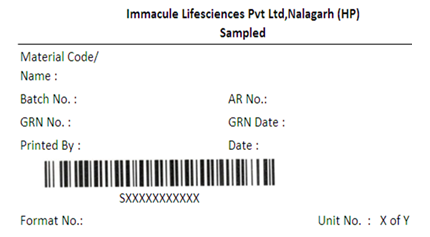 Immacule Lifesciences Pvt Ltd,Nalagarh (HP)
Sampled
Material Code/
Name :
Batch No. : AR No.:
GRN No. : GRN Date :
Printed By : Date :
SXXXXXXXXXXX
Format No.: Unit No. : X of Y